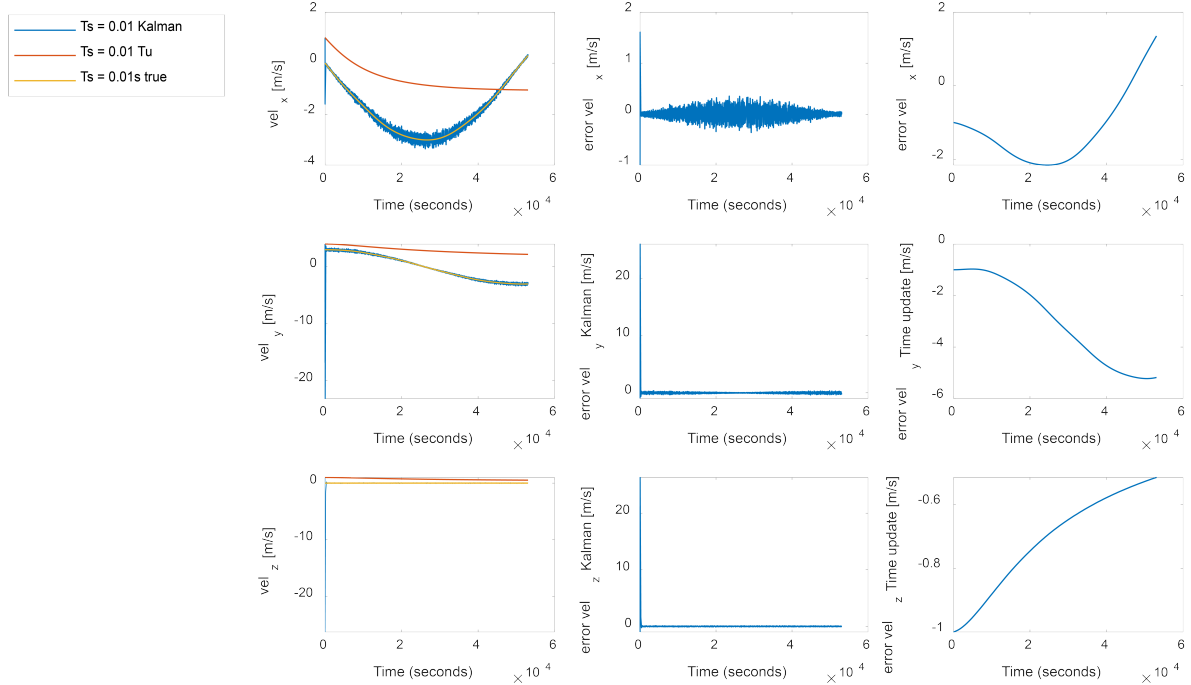 Ts = 0.01 Kalman
Ts = 0.01 Tu
Ts = 0.01s true
vel x [m/s]
2
0
-2
-4
0 2 4 6
Time (seconds)
× 10 4
error vel x [m/s]
2
1
0
-1
0 2 4 6
Time (seconds)
× 10 4
error vel x [m/s]
2
0
-2
0 2 4 6
Time (seconds)
× 10 4
vel y [m/s]
0
-10
-20
0 2 4 6
Time (seconds)
× 10 4
error vel y Kalman [m/s]
20
10
0
0 2 4 6
Time (seconds)
× 10 4
error vel y Time update [m/s]
0
-2
-4
-6
0 2 4 6
Time (seconds)
× 10 4
vel z [m/s]
0
-10
-20
0 2 4 6
Time (seconds)
× 10 4
error vel z Kalman [m/s]
20
10
0
0 2 4 6
Time (seconds)
× 10 4
error vel z Time update [m/s]
-0.6
-0.8
-1
0 2 4 6
Time (seconds)
× 10 4